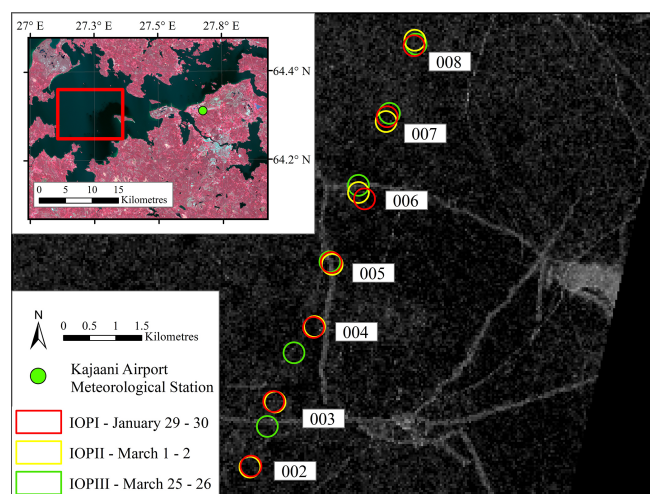 27° E 27.3° E 27.5° E 27.8° E
64.4° N
64.2° N
0 5 10 15
Kilometres
008
007
006
005
004
003
002
N
0 0.5 1 1.5
Kilometres
Kajaani Airport
Meteorological Station
IOPI - January 29 - 30
IOPII - March 1 - 2
IOPIII - March 25 - 26